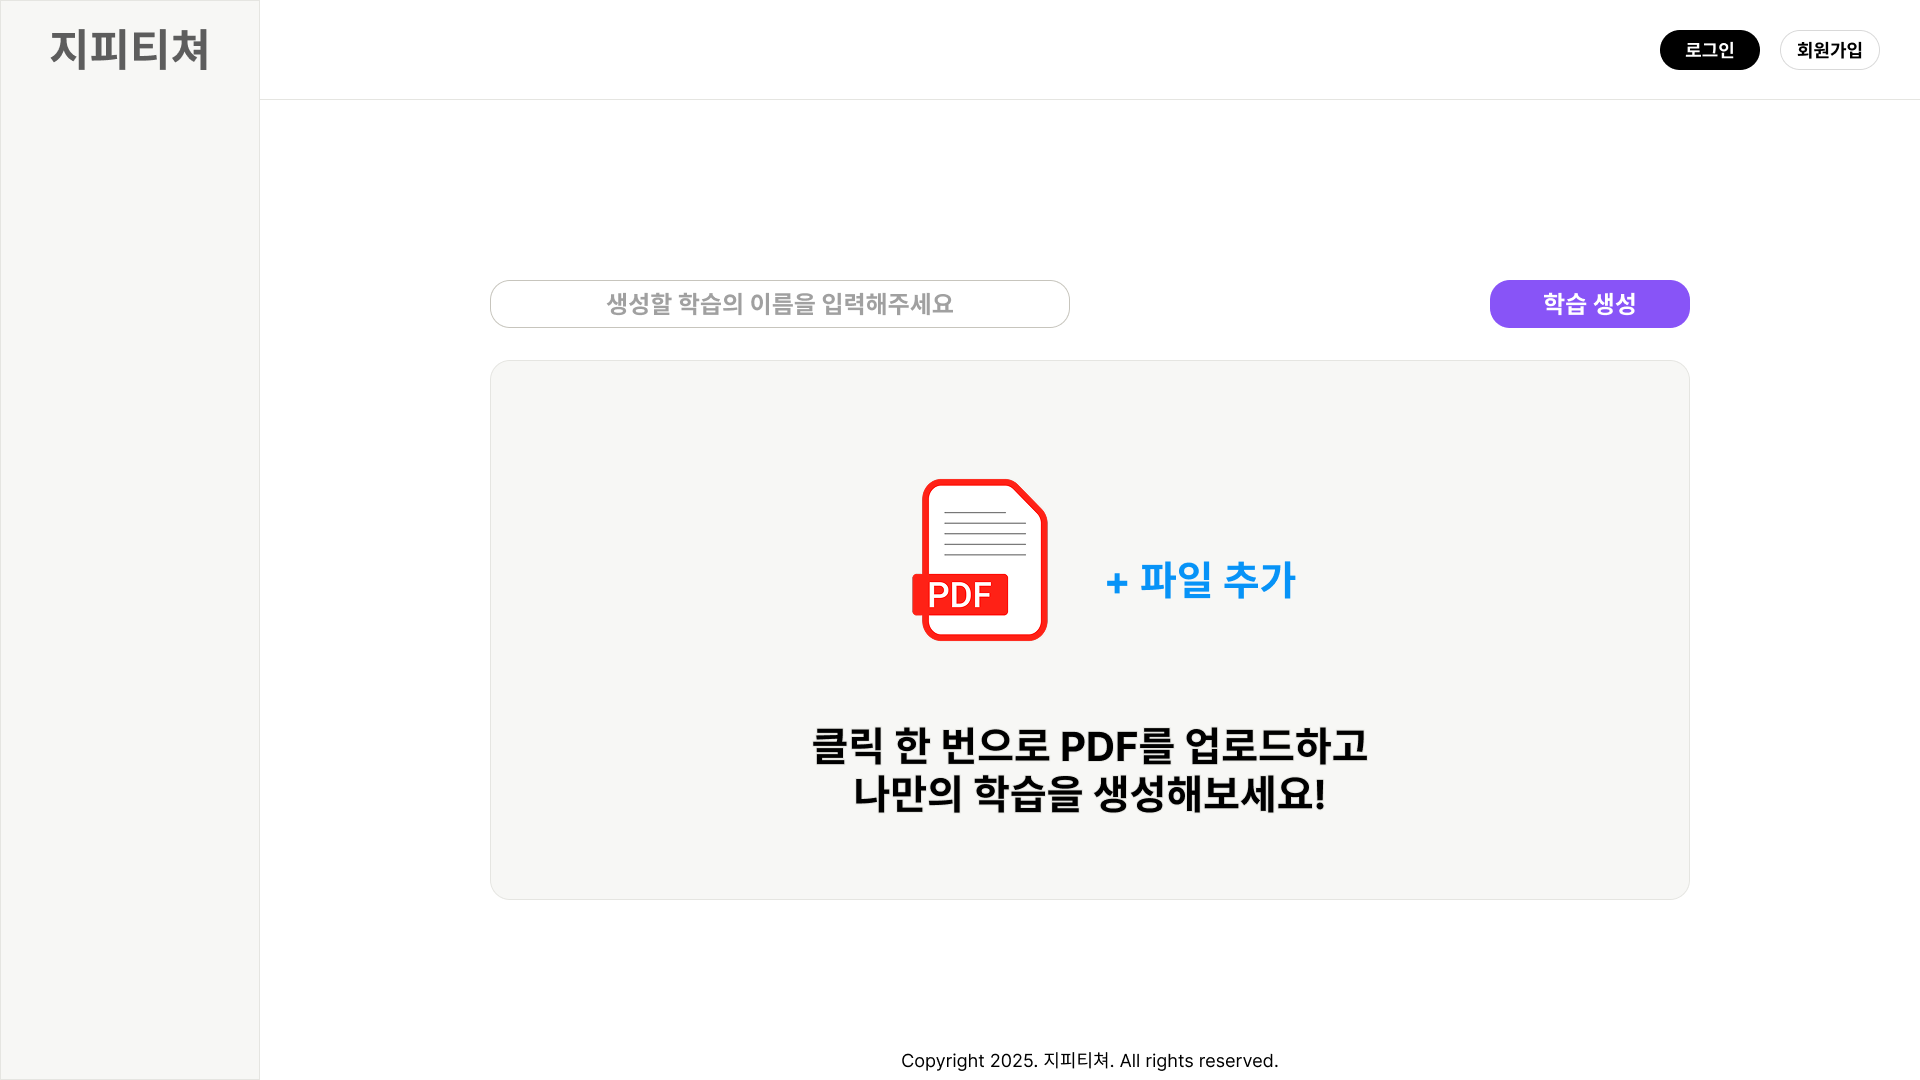 지피티쳐
로그인
회원가입
생성할 학습의 이름을 입력해주세요
학습 생성
PDF
+ 파일 추가
클릭 한 번으로 PDF를 업로드하고
나만의 학습을 생성해보세요!
Copyright 2025. 지피티쳐. All rights reserved.